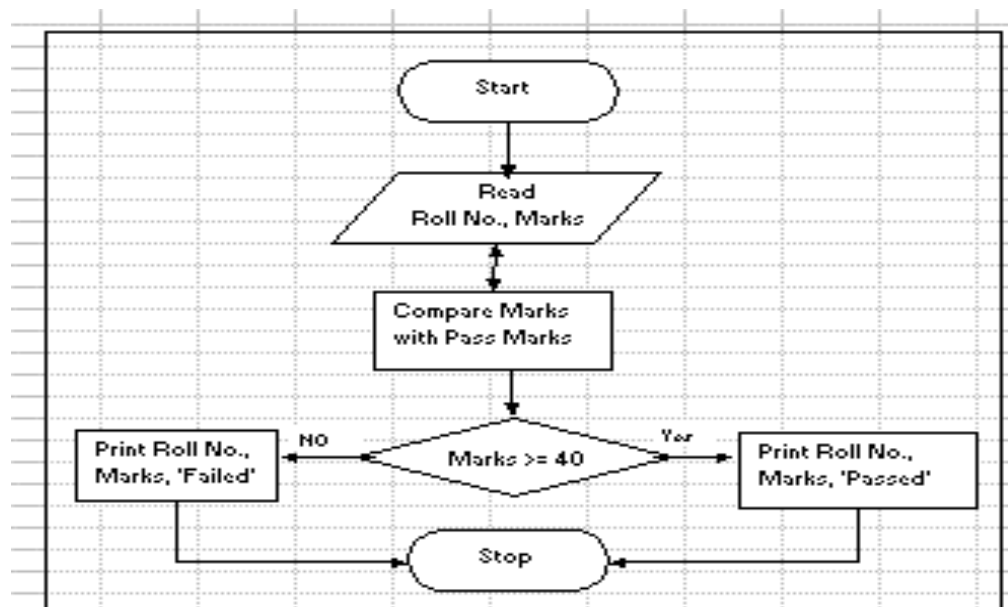 Start
Read
Roll No., Marks
Compare Marks
with Pass Marks
NO
Yes
Print Roll No.,
Marks, 'Failed'
Marks >= 40
Print Roll No.,
Marks, 'Passed'
Stop